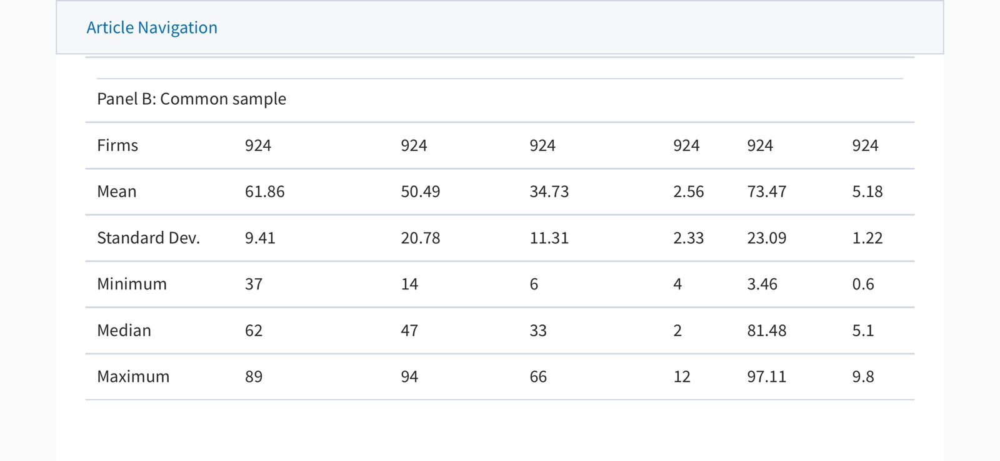 Article Navigation
Panel B: Common sample
Firms 924 924 924 924 924 924
Mean 61.86 50.49 34.73 2.56 73.47 5.18
Standard Dev. 9.41 20.78 11.31 2.33 23.09 1.22
Minimum 37 14 6 4 3.46 0.6
Median 62 47 33 2 81.48 5.1
Maximum 89 94 66 12 97.11 9.8